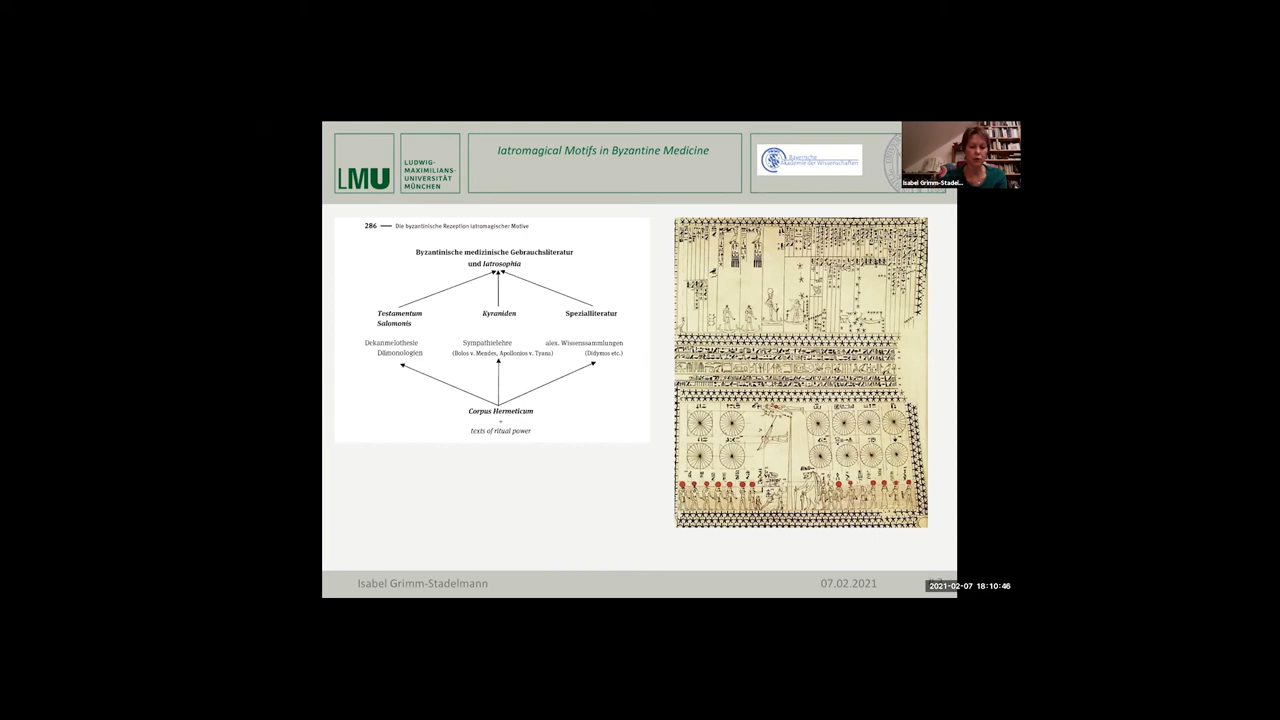 LMU
LUDWIG-
MAXIMILIANS-
UNIVERSITÄT
MÜNCHEN
Iatromagical Motifs in Byzantine Medicine
Bayerische
Akademie der Wissenschaften
Isabel Grimm-Stadel...
286 — Die byzantinische Rezeption iatromagischer Motive
Byzantinische medizinische Gebrauchsliteratur
und Iatrosophia
Testamentum
Salomonis
Kyraniden
Spezialliteratur
Dekanmelothesie
Dämonologien
Sympathielehre
(Bolos v. Mendes, Apollonios v. Tyana)
alex. Wissenssammlungen
(Didymos etc.)
Corpus Hermeticum
+
texts of ritual power
Isabel Grimm-Stadelmann
07.02.2021
2021-02-07 18:10:46